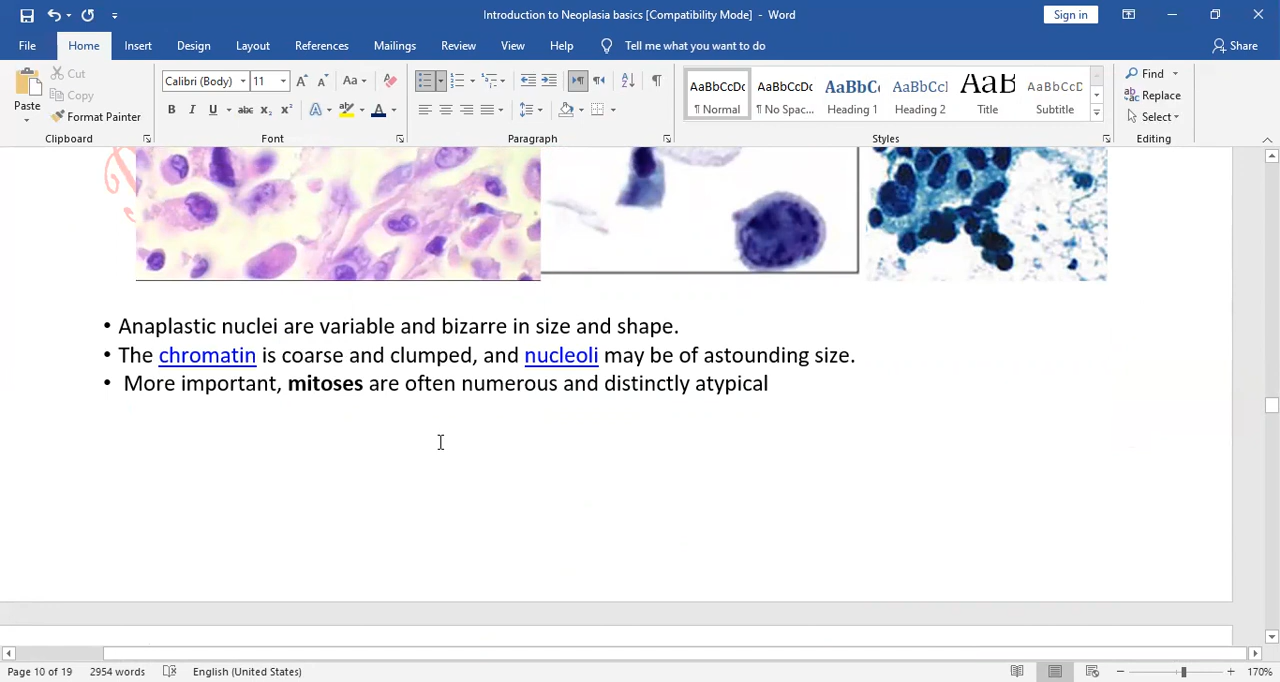 Introduction to Neoplasia basics [Compatibility Mode] - Word
Sign in
File Home Insert Design Layout References Mailings Review View Help Tell me what you want to do Share
Paste
Cut
Copy
Format Painter
Clipboard
Calibri (Body) 11
Font
Paragraph
AaBbCcDc AaBbCcDc AaBbC AaBbCcl AaB AaBbCcD
¶ Normal ¶ No Spac... Heading 1 Heading 2 Title Subtitle
Styles
Find
Replace
Select
Editing
• Anaplastic nuclei are variable and bizarre in size and shape.
• The chromatin is coarse and clumped, and nucleoli may be of astounding size.
• More important, mitoses are often numerous and distinctly atypical
Page 10 of 19 2954 words English (United States) 170%